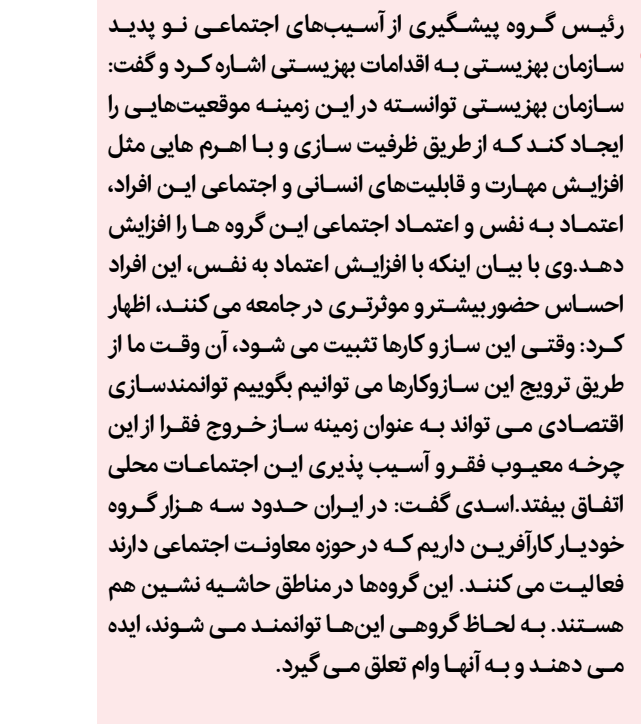 رئیس گروه پیشگیری از آسیب‌های اجتماعی نو پدید
سازمان بهزیستی به اقدامات بهزیستی اشاره کرد و گفت:
سازمان بهزیستی توانسته در این زمینه موقعیت‌هایی را
ایجاد کند که از طریق ظرفیت سازی و با اهرم هایی مثل
افزایش مهارت و قابلیت‌های انسانی و اجتماعی این افراد،
اعتماد به نفس و اعتماد اجتماعی این گروه ها را افزایش
دهد.وی با بیان اینکه با افزایش اعتماد به نفس، این افراد
احساس حضور بیشتر و موثرتری در جامعه می کنند، اظهار
کرد: وقتی این ساز و کارها تثبیت می شود، آن وقت ما از
طریق ترویج این سازوکارها می توانیم بگوییم توانمندسازی
اقتصادی می تواند به عنوان زمینه ساز خروج فقرا از این
چرخه معیوب فقر و آسیب پذیری این اجتماعات محلی
اتفاق بیفتد.اسدی گفت: در ایران حدود سه هزار گروه
خودیار کارآفرین داریم که در حوزه معاونت اجتماعی دارند
فعالیت می کنند. این گروه‌ها در مناطق حاشیه نشین هم
هستند. به لحاظ گروهی این‌ها توانمند می شوند، ایده
می دهند و به آنها وام تعلق می گیرد.